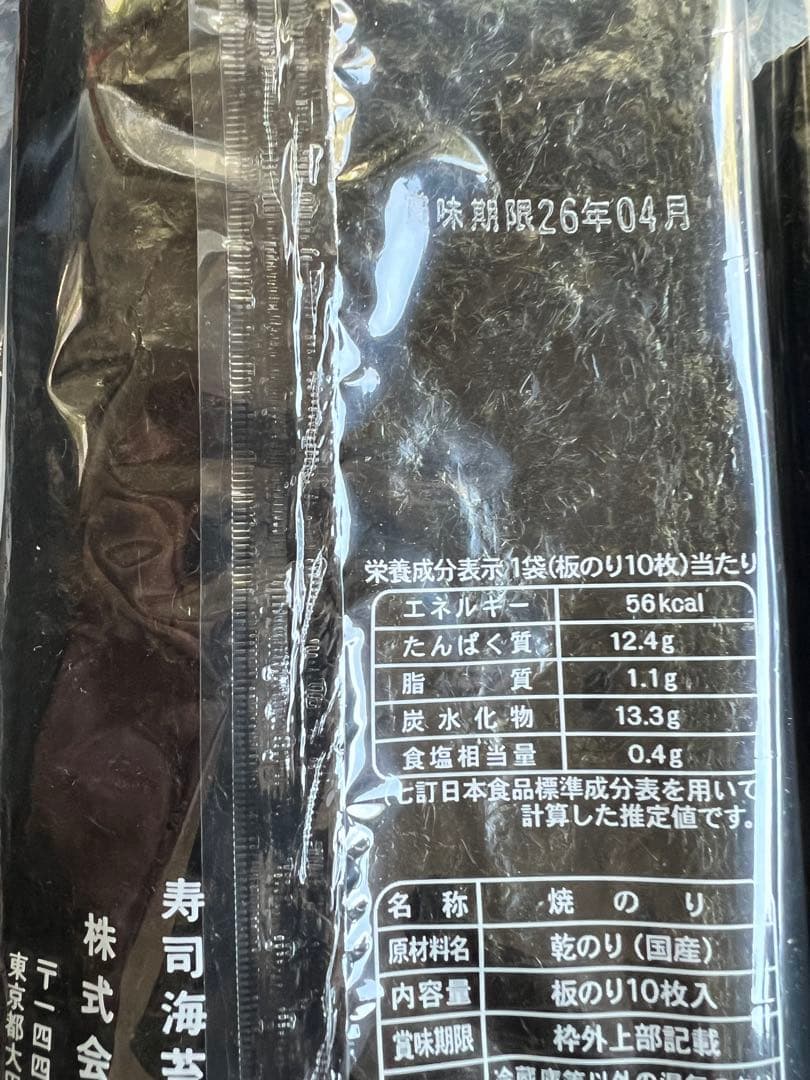 味期限26年04月
栄養成分表示 1袋(板のり10枚)当たり
エネルギー 56kcal
たんぱく質 12.4g
脂質 1.1g
炭水化物 13.3g
食塩相当量 0.4g
七訂日本食品標準成分表を用いて
計算した推定値です。
名称 焼のり
原材料名 乾のり(国産)
内容量 板のり10枚入
賞味期限 枠外上部記載
寿司海苔
株式会
〒一四四
東京都大